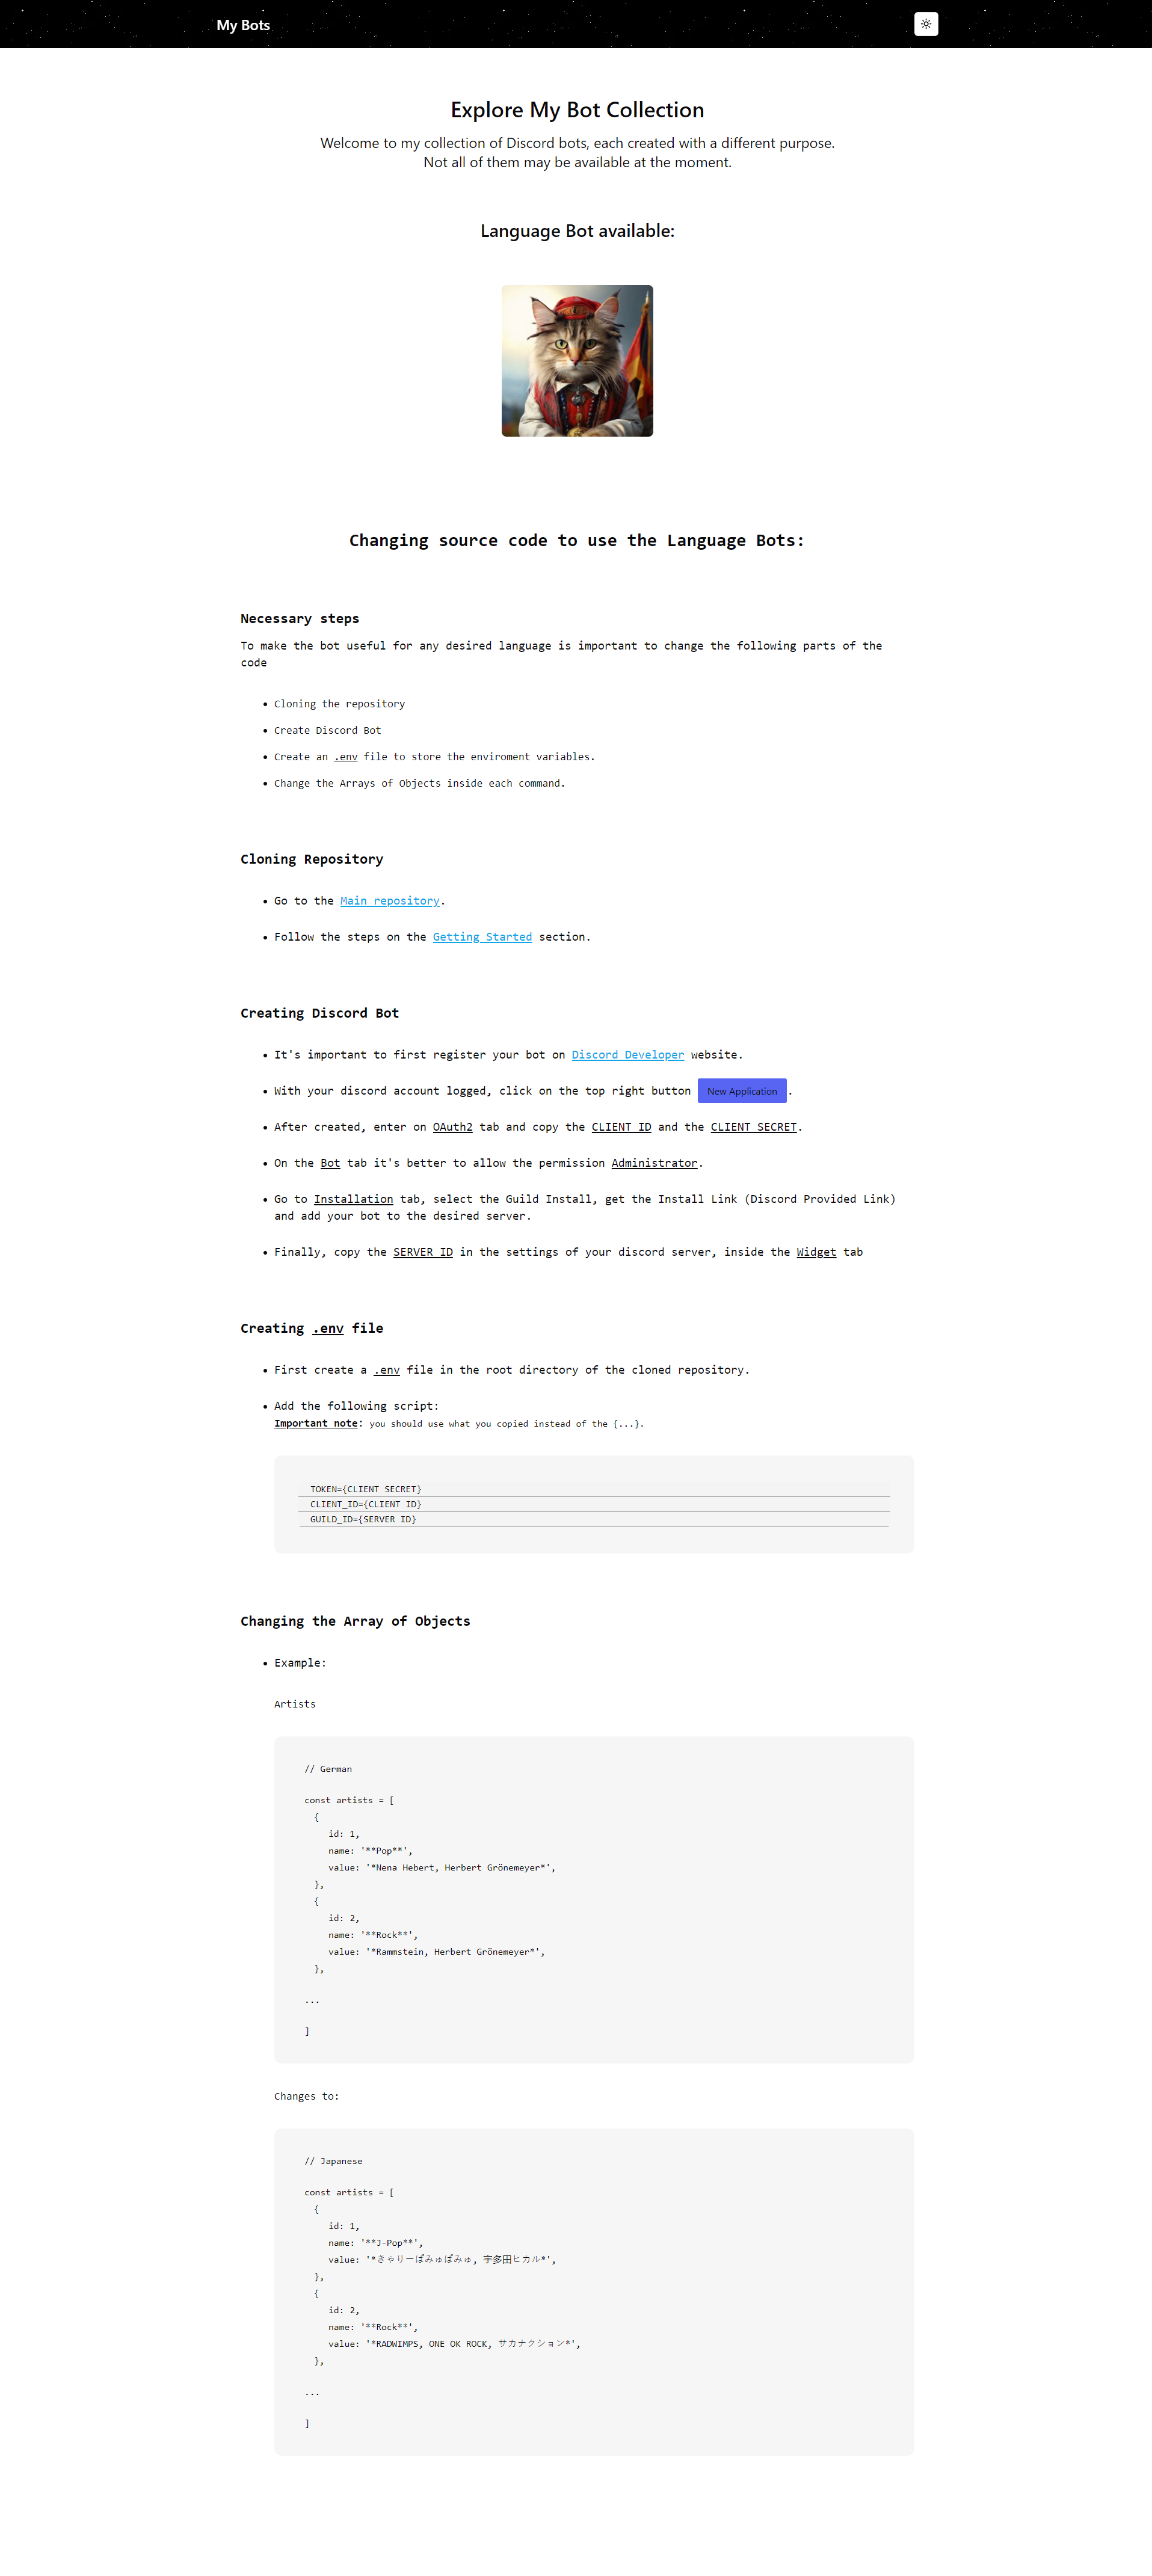 My Bots
Explore My Bot Collection
Welcome to my collection of Discord bots, each created with a different purpose.
Not all of them may be available at the moment.
Language Bot available:
Changing source code to use the Language Bots:
Necessary steps
To make the bot useful for any desired language is important to change the following parts of the
code
• Cloning the repository
• Create Discord Bot
• Create an .env file to store the enviroment variables.
• Change the Arrays of Objects inside each command.
Cloning Repository
• Go to the Main repository.
• Follow the steps on the Getting Started section.
Creating Discord Bot
• It's important to first register your bot on Discord Developer website.
• With your discord account logged, click on the top right button New Application.
• After created, enter on OAuth2 tab and copy the CLIENT ID and the CLIENT SECRET.
• On the Bot tab it's better to allow the permission Administrator.
• Go to Installation tab, select the Guild Install, get the Install Link (Discord Provided Link)
and add your bot to the desired server.
• Finally, copy the SERVER ID in the settings of your discord server, inside the Widget tab
Creating .env file
• First create a .env file in the root directory of the cloned repository.
• Add the following script:
Important note: you should use what you copied instead of the {...}.
TOKEN={CLIENT SECRET}
CLIENT_ID={CLIENT ID}
GUILD_ID={SERVER ID}
Changing the Array of Objects
• Example:
Artists
// German
const artists = [
{
id: 1,
name: '**Pop**',
value: '*Nena Hebert, Herbert Grönemeyer*',
},
{
id: 2,
name: '**Rock**',
value: '*Rammstein, Herbert Grönemeyer*',
},
...
]
Changes to:
// Japanese
const artists = [
{
id: 1,
name: '**J-Pop**',
value: '*きゃりーぱみゅぱみゅ, 宇多田ヒカル*',
},
{
id: 2,
name: '**Rock**',
value: '*RADWIMPS, ONE OK ROCK, サカナクション*',
},
...
]